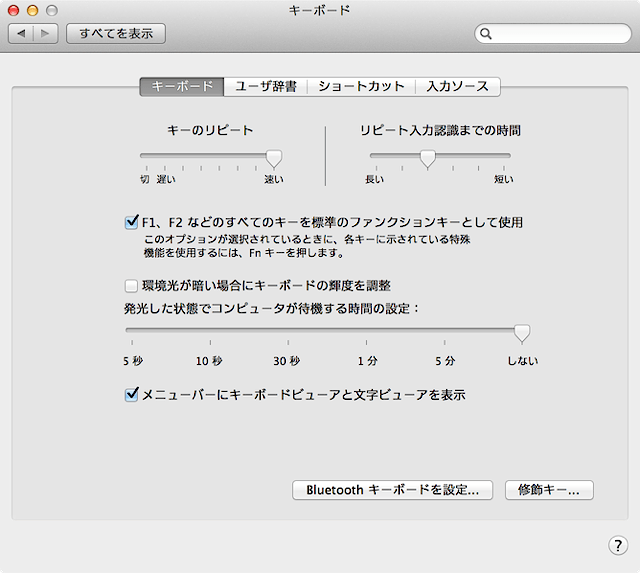 キーボード
すべてを表示
キーボード ユーザ辞書 ショートカット 入力ソース
キーのリピート リピート入力認識までの時間
切 遅い 速い 長い 短い
F1、F2 などのすべてのキーを標準のファンクションキーとして使用
このオプションが選択されているときに、各キーに示されている特殊
機能を使用するには、Fn キーを押します。
環境光が暗い場合にキーボードの輝度を調整
発光した状態でコンピュータが待機する時間の設定：
5 秒 10 秒 30 秒 1 分 5 分 しない
メニューバーにキーボードビューアと文字ビューアを表示
Bluetooth キーボードを設定... 修飾キー...
?